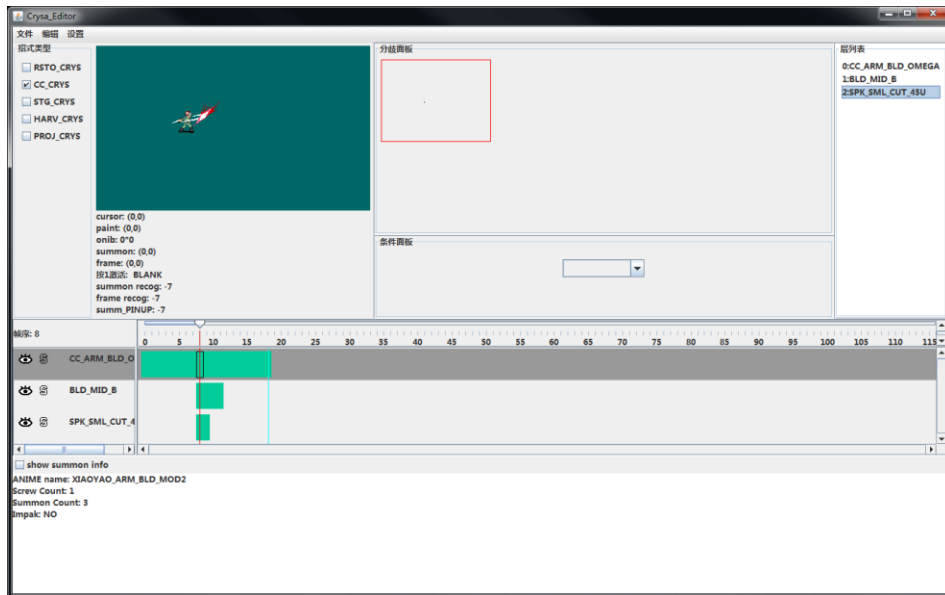 Crysa_Editor
文件 编辑 设置
招式类型
RSTO_CRYS
CC_CRYS
STG_CRYS
HARV_CRYS
PROJ_CRYS
cursor: (0,0)
paint: (0,0)
onib: 0*0
summon: (0,0)
frame: (0,0)
按1激活: BLANK
summon recog: -7
frame recog: -7
summ_PINUP: -7
分歧面板
条件面板
层列表
0:CC_ARM_BLD_OMEGA
1:BLD_MID_B
2:SPK_SML_CUT_45U
帧序: 8
0 5 10 15 20 25 30 35 40 45 50 55 60 65 70 75 80 85 90 95 100 105 110 115
CC_ARM_BLD_O
BLD_MID_B
SPK_SML_CUT_4
show summon info
ANIME name: XIAOYAO_ARM_BLD_MOD2
Screw Count: 1
Summon Count: 3
Impak: NO